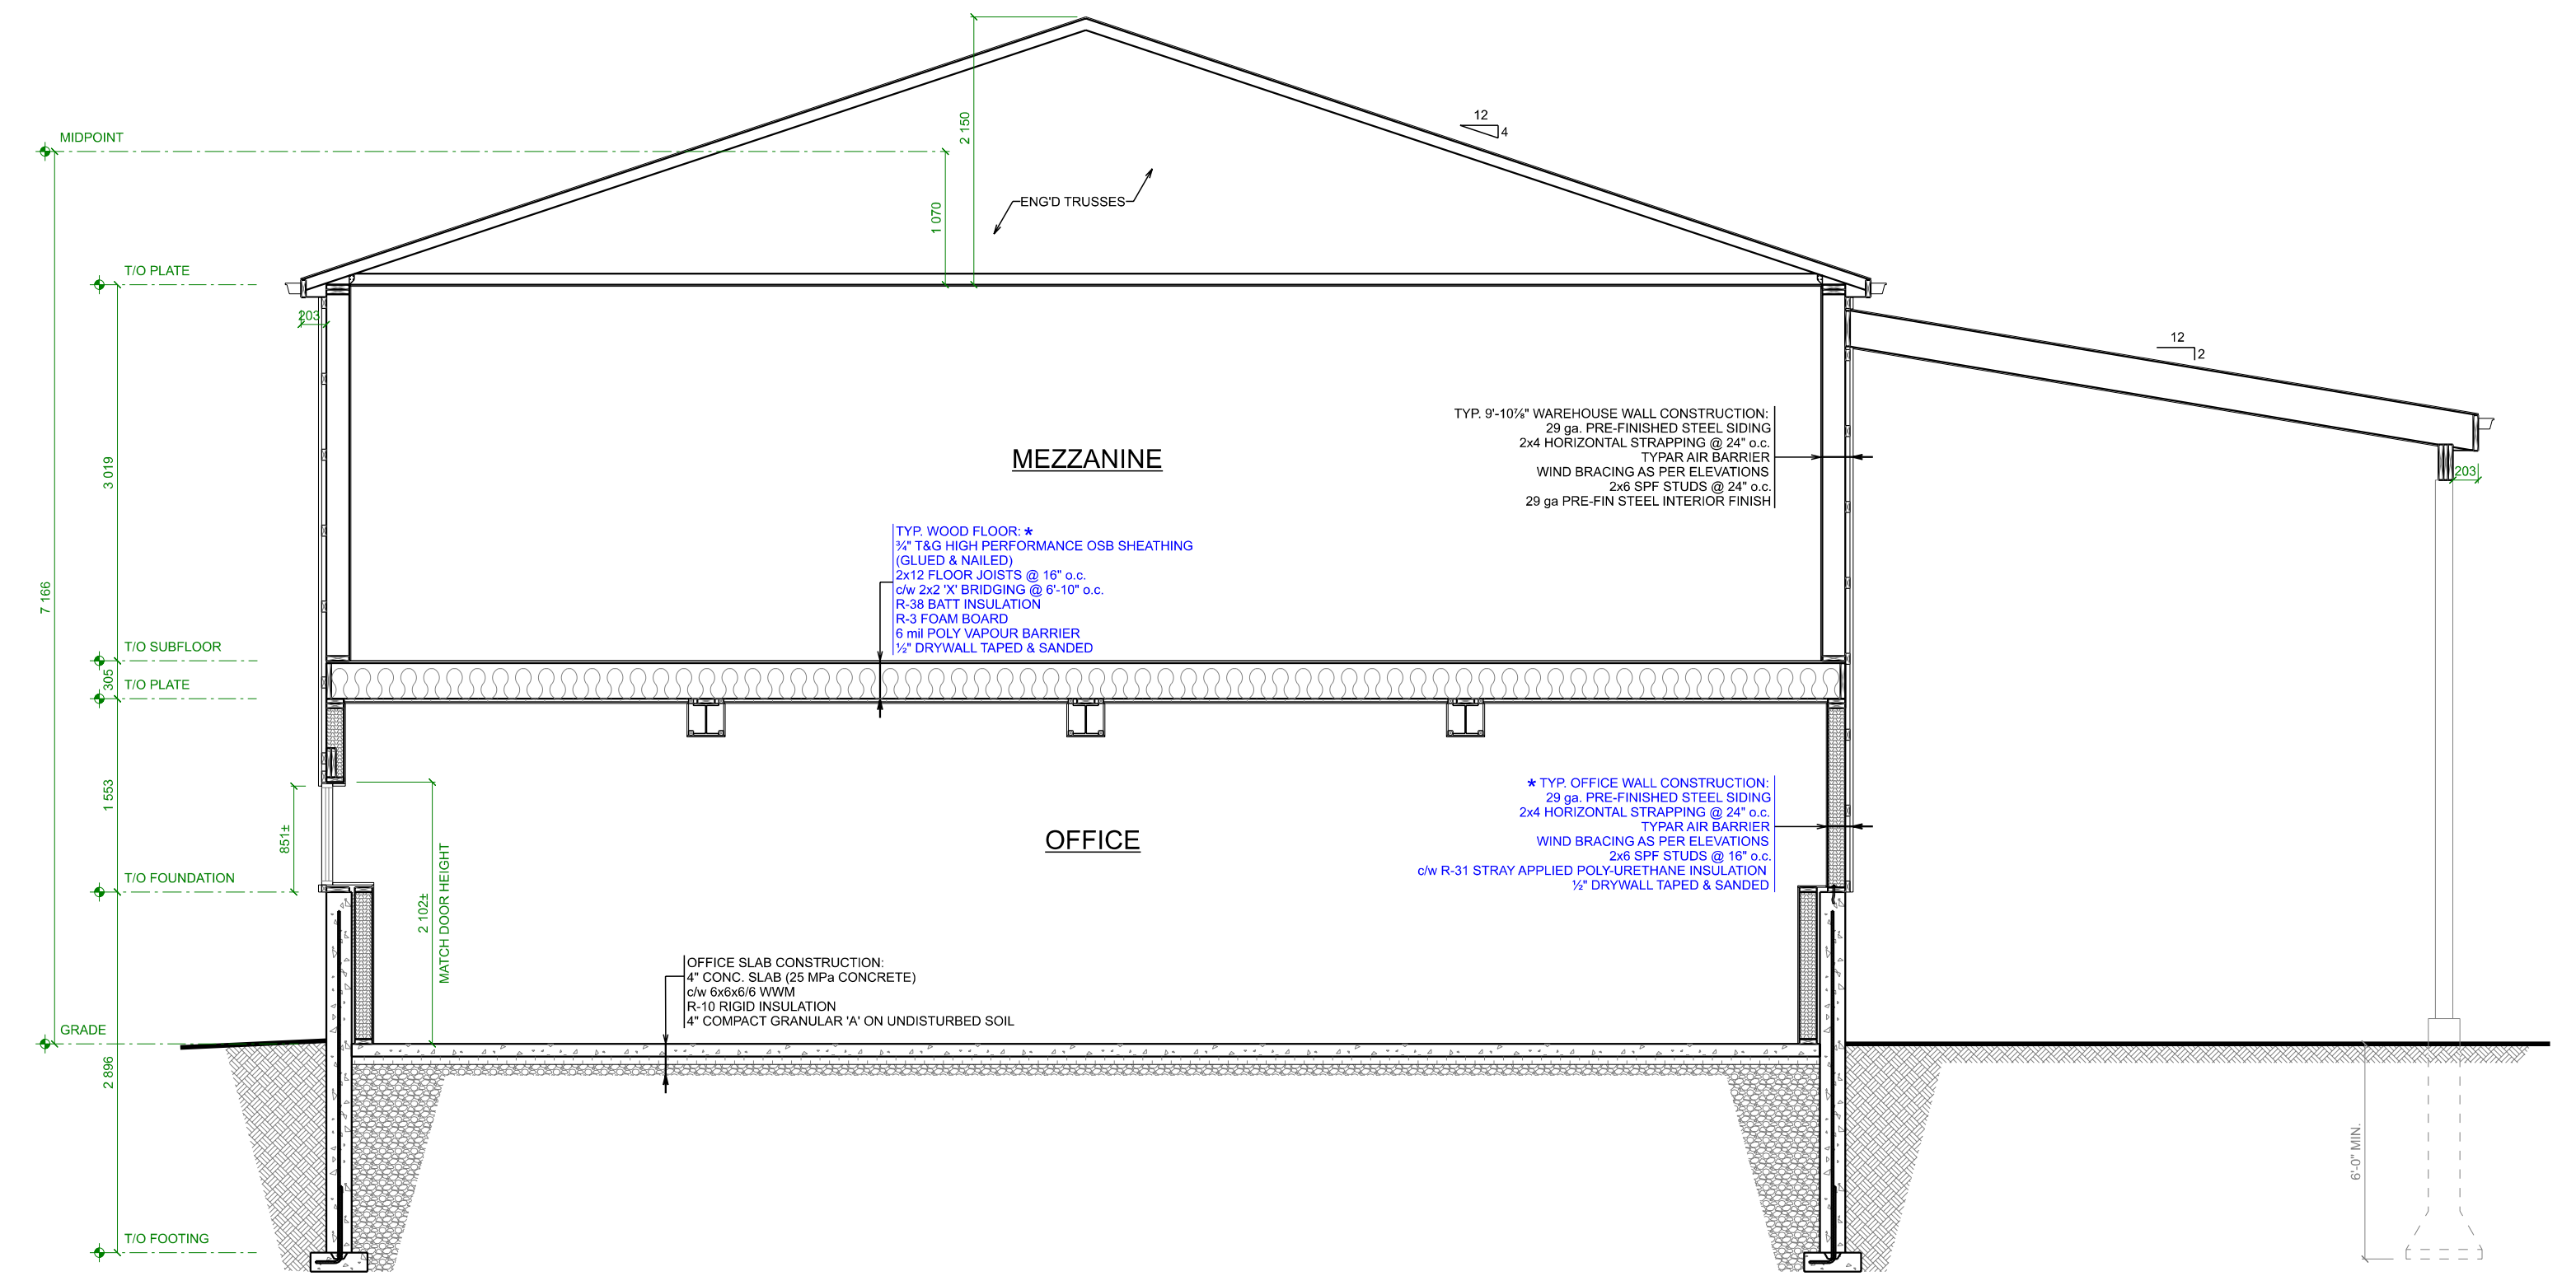 12
4
2 150
MIDPOINT
1 070
ENG'D TRUSSES
T/O PLATE
203
12
2
TYP. 9'-10⅞" WAREHOUSE WALL CONSTRUCTION:
29 ga. PRE-FINISHED STEEL SIDING
2x4 HORIZONTAL STRAPPING @ 24" o.c.
TYPAR AIR BARRIER
WIND BRACING AS PER ELEVATIONS
2x6 SPF STUDS @ 24" o.c.
29 ga PRE-FIN STEEL INTERIOR FINISH
203
MEZZANINE
3 019
7 166
TYP. WOOD FLOOR: *
¾" T&G HIGH PERFORMANCE OSB SHEATHING
(GLUED & NAILED)
2x12 FLOOR JOISTS @ 16" o.c.
c/w 2x2 'X' BRIDGING @ 6'-10" o.c.
R-38 BATT INSULATION
R-3 FOAM BOARD
6 mil POLY VAPOUR BARRIER
½" DRYWALL TAPED & SANDED
T/O SUBFLOOR
305
T/O PLATE
1 553
851±
* TYP. OFFICE WALL CONSTRUCTION:
29 ga. PRE-FINISHED STEEL SIDING
2x4 HORIZONTAL STRAPPING @ 24" o.c.
TYPAR AIR BARRIER
WIND BRACING AS PER ELEVATIONS
2x6 SPF STUDS @ 16" o.c.
c/w R-31 STRAY APPLIED POLY-URETHANE INSULATION
½" DRYWALL TAPED & SANDED
OFFICE
T/O FOUNDATION
2 102±
MATCH DOOR HEIGHT
OFFICE SLAB CONSTRUCTION:
4" CONC. SLAB (25 MPa CONCRETE)
c/w 6x6x6/6 WWM
R-10 RIGID INSULATION
4" COMPACT GRANULAR 'A' ON UNDISTURBED SOIL
GRADE
2 896
6'-0" MIN.
T/O FOOTING